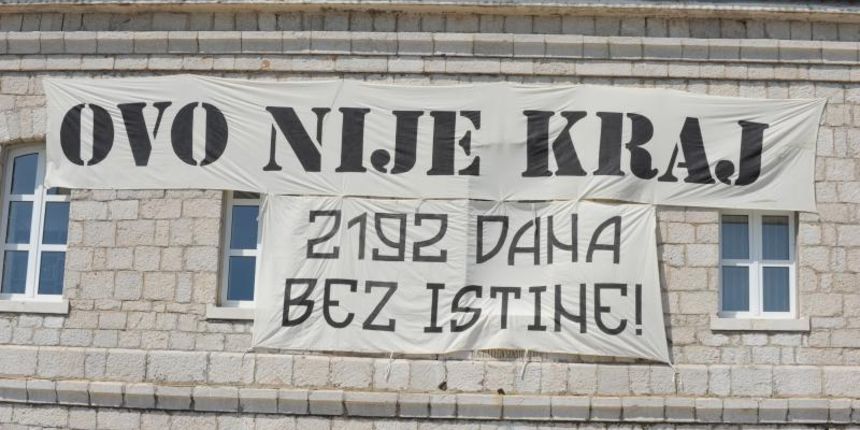 OVO NIJE KRAJ
2192 DANA
BEZ ISTINE!